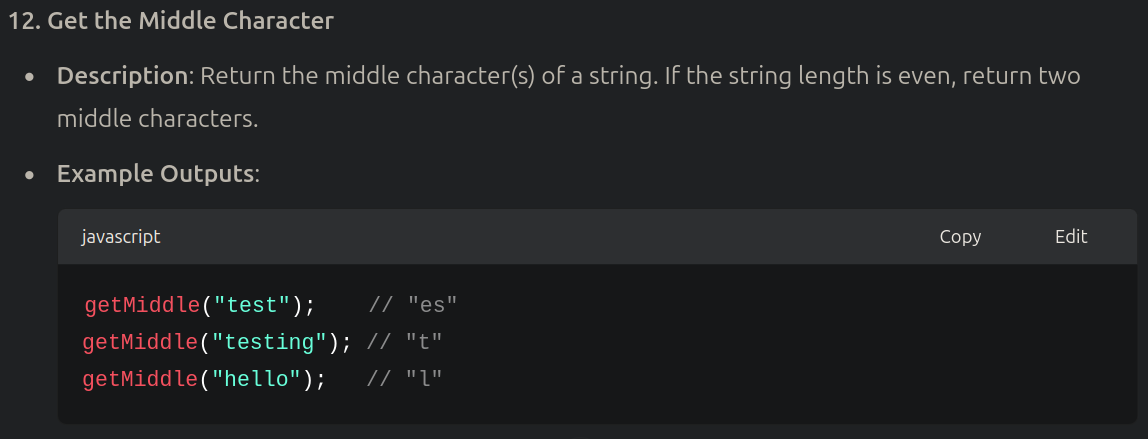 12. Get the Middle Character
• Description: Return the middle character(s) of a string. If the string length is even, return two
middle characters.
• Example Outputs:
javascript Copy Edit
getMiddle("test");    // "es"
getMiddle("testing"); // "t"
getMiddle("hello");   // "l"